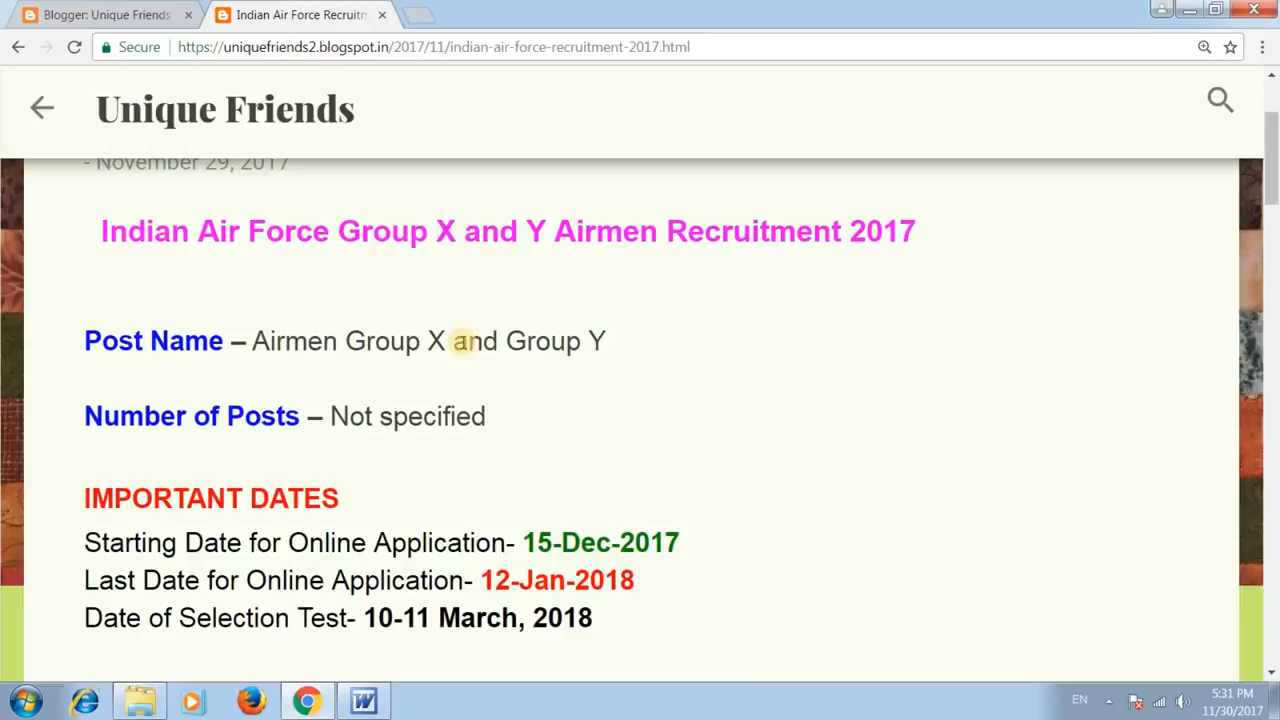 Blogger: Unique Friends
Indian Air Force Recruitm
Secure
https://uniquefriends2.blogspot.in/2017/11/indian-air-force-recruitment-2017.html
Unique Friends
- November 29, 2017
Indian Air Force Group X and Y Airmen Recruitment 2017
Post Name – Airmen Group X and Group Y
Number of Posts – Not specified
IMPORTANT DATES
Starting Date for Online Application- 15-Dec-2017
Last Date for Online Application- 12-Jan-2018
Date of Selection Test- 10-11 March, 2018
EN
5:31 PM
11/30/2017